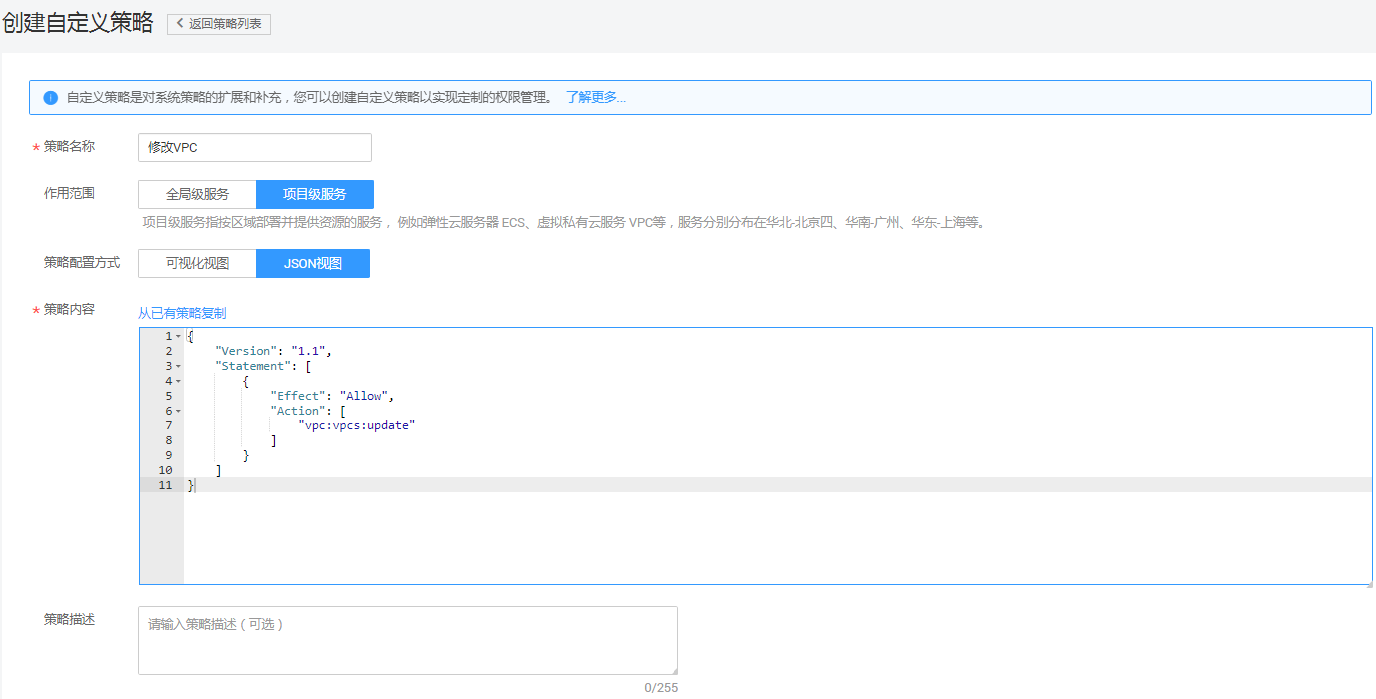 创建自定义策略 返回策略列表
自定义策略是对系统策略的扩展和补充，您可以创建自定义策略以实现定制的权限管理。 了解更多...
* 策略名称 修改VPC
作用范围 全局级服务 项目级服务
项目级服务指按区域部署并提供资源的服务， 例如弹性云服务器 ECS、虚拟私有云服务 VPC等，服务分别分布在华北-北京四、华南-广州、华东-上海等。
策略配置方式 可视化视图 JSON视图
* 策略内容 从已有策略复制
1 {
2 "Version": "1.1",
3 "Statement": [
4 {
5 "Effect": "Allow",
6 "Action": [
7 "vpc:vpcs:update"
8 ]
9 }
10 ]
11 }
策略描述 请输入策略描述（可选）
0/255